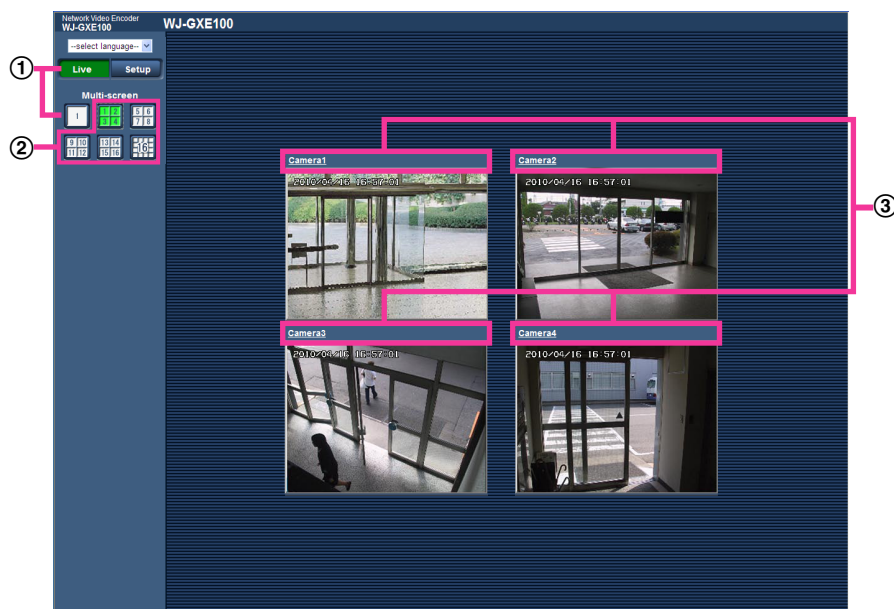 Network Video Encoder
WJ-GXE100
WJ-GXE100
--select language--
Live Setup
Multi-screen
1
1 2
3 4
5 6
7 8
9 10
11 12
13 14
15 16
16
①
②
③
Camera1
2010/04/16 16:57:01
Camera2
2010/04/16 16:57:01
Camera3
2010/04/16 16:57:01
Camera4
2010/04/16 16:57:01